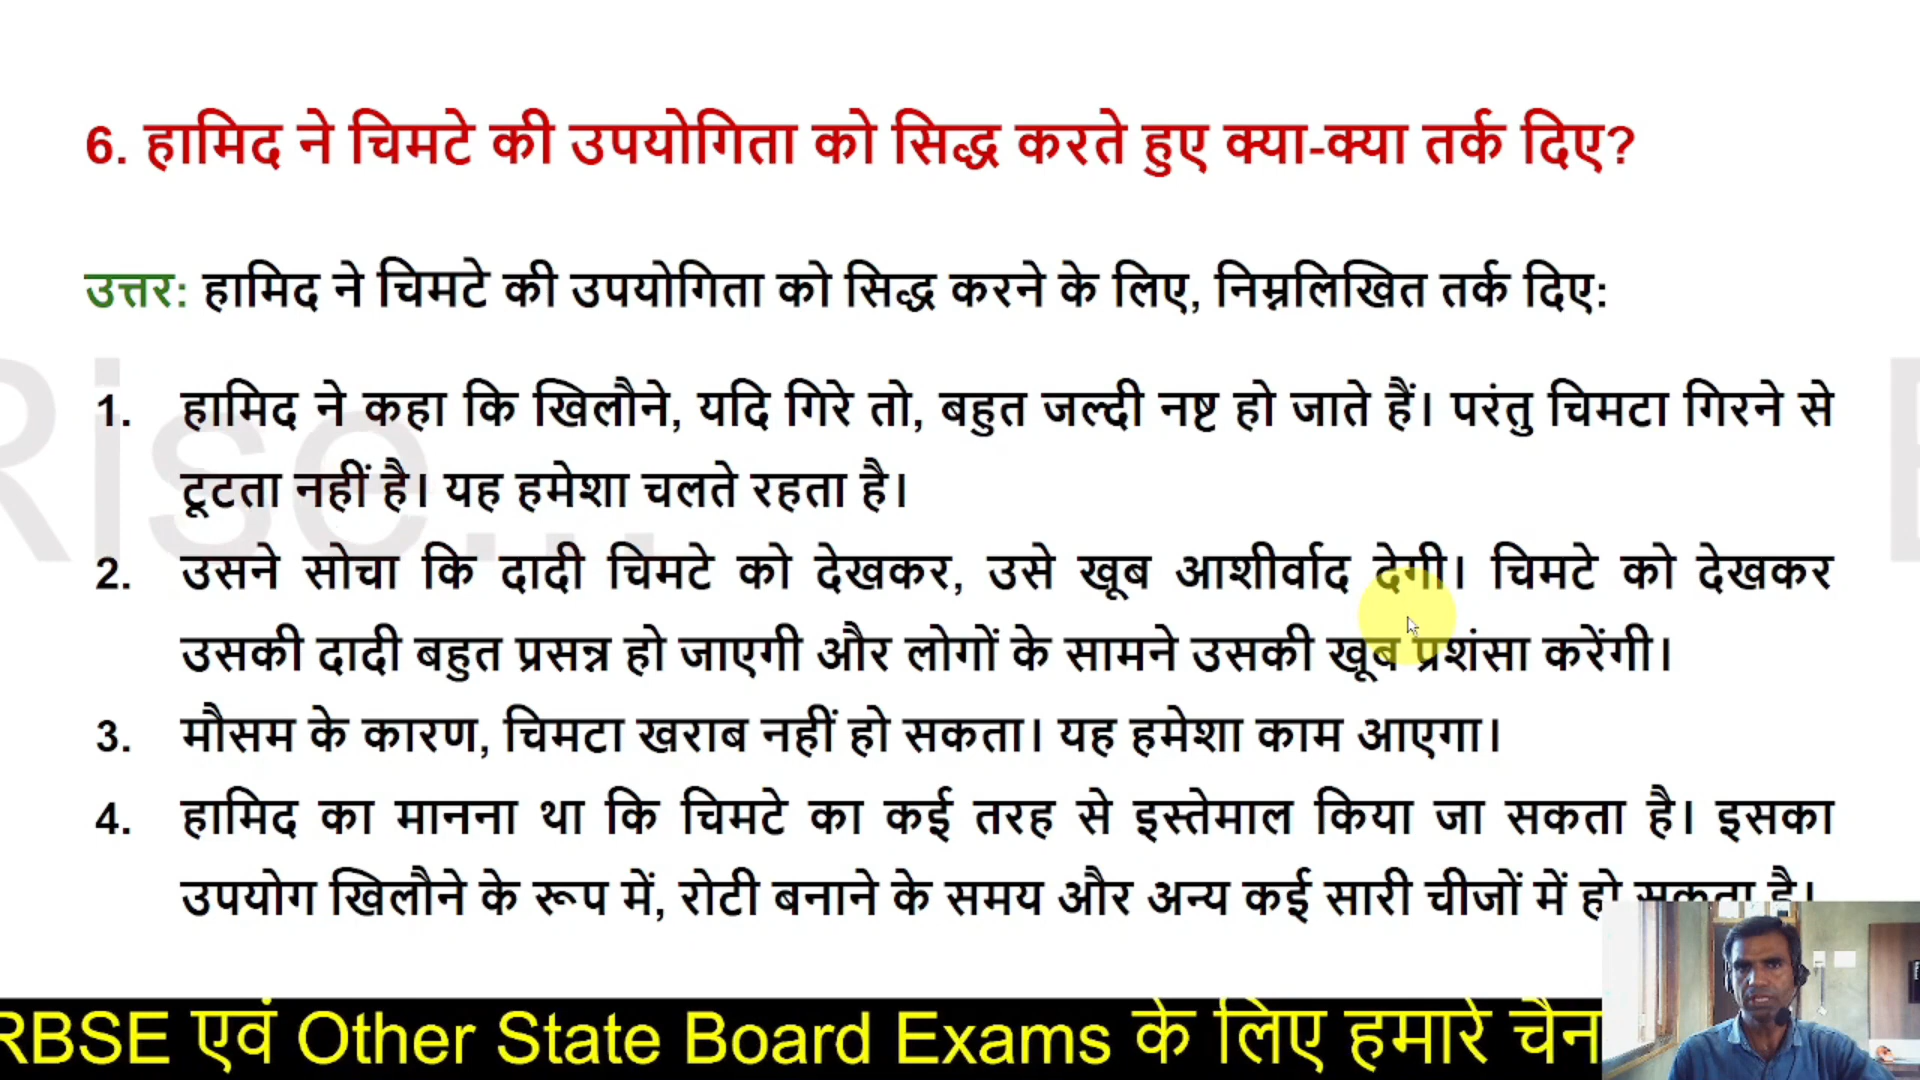 6. हामिद ने चिमटे की उपयोगिता को सिद्ध करते हुए क्या-क्या तर्क दिए?
उत्तर: हामिद ने चिमटे की उपयोगिता को सिद्ध करने के लिए, निम्नलिखित तर्क दिए:
1. हामिद ने कहा कि खिलौने, यदि गिरे तो, बहुत जल्दी नष्ट हो जाते हैं। परंतु चिमटा गिरने से
टूटता नहीं है। यह हमेशा चलते रहता है।
2. उसने सोचा कि दादी चिमटे को देखकर, उसे खूब आशीर्वाद देगी। चिमटे को देखकर
उसकी दादी बहुत प्रसन्न हो जाएगी और लोगों के सामने उसकी खूब प्रशंसा करेंगी।
3. मौसम के कारण, चिमटा खराब नहीं हो सकता। यह हमेशा काम आएगा।
4. हामिद का मानना था कि चिमटे का कई तरह से इस्तेमाल किया जा सकता है। इसका
उपयोग खिलौने के रूप में, रोटी बनाने के समय और अन्य कई सारी चीजों में हो सकता है।
Rise...
RBSE एवं Other State Board Exams के लिए हमारे चैन